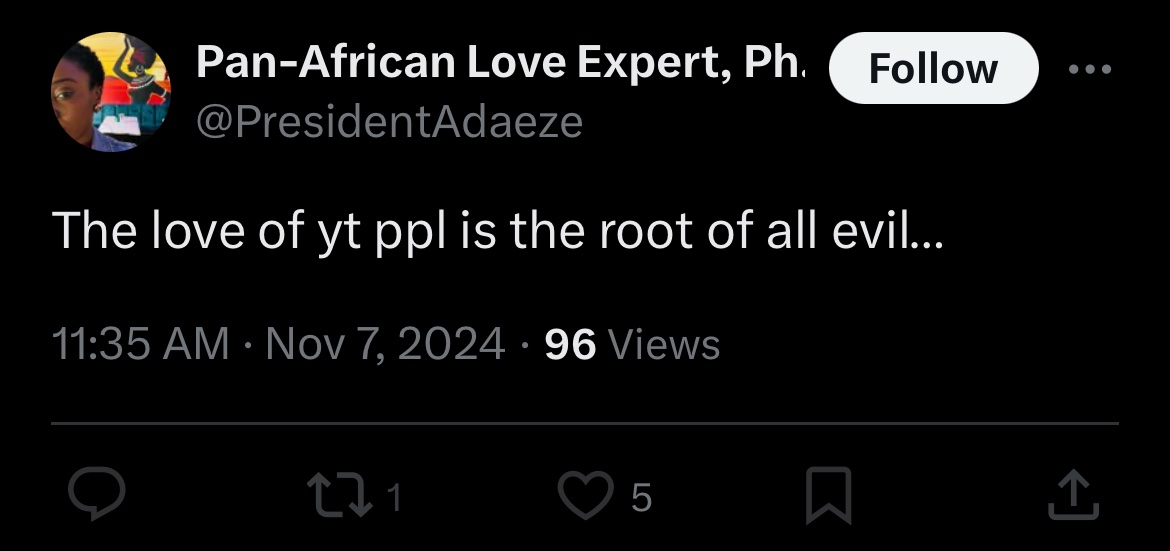 Pan-African Love Expert, Ph.
Follow
@PresidentAdaeze
The love of yt ppl is the root of all evil...
11:35 AM · Nov 7, 2024 · 96 Views
1
5